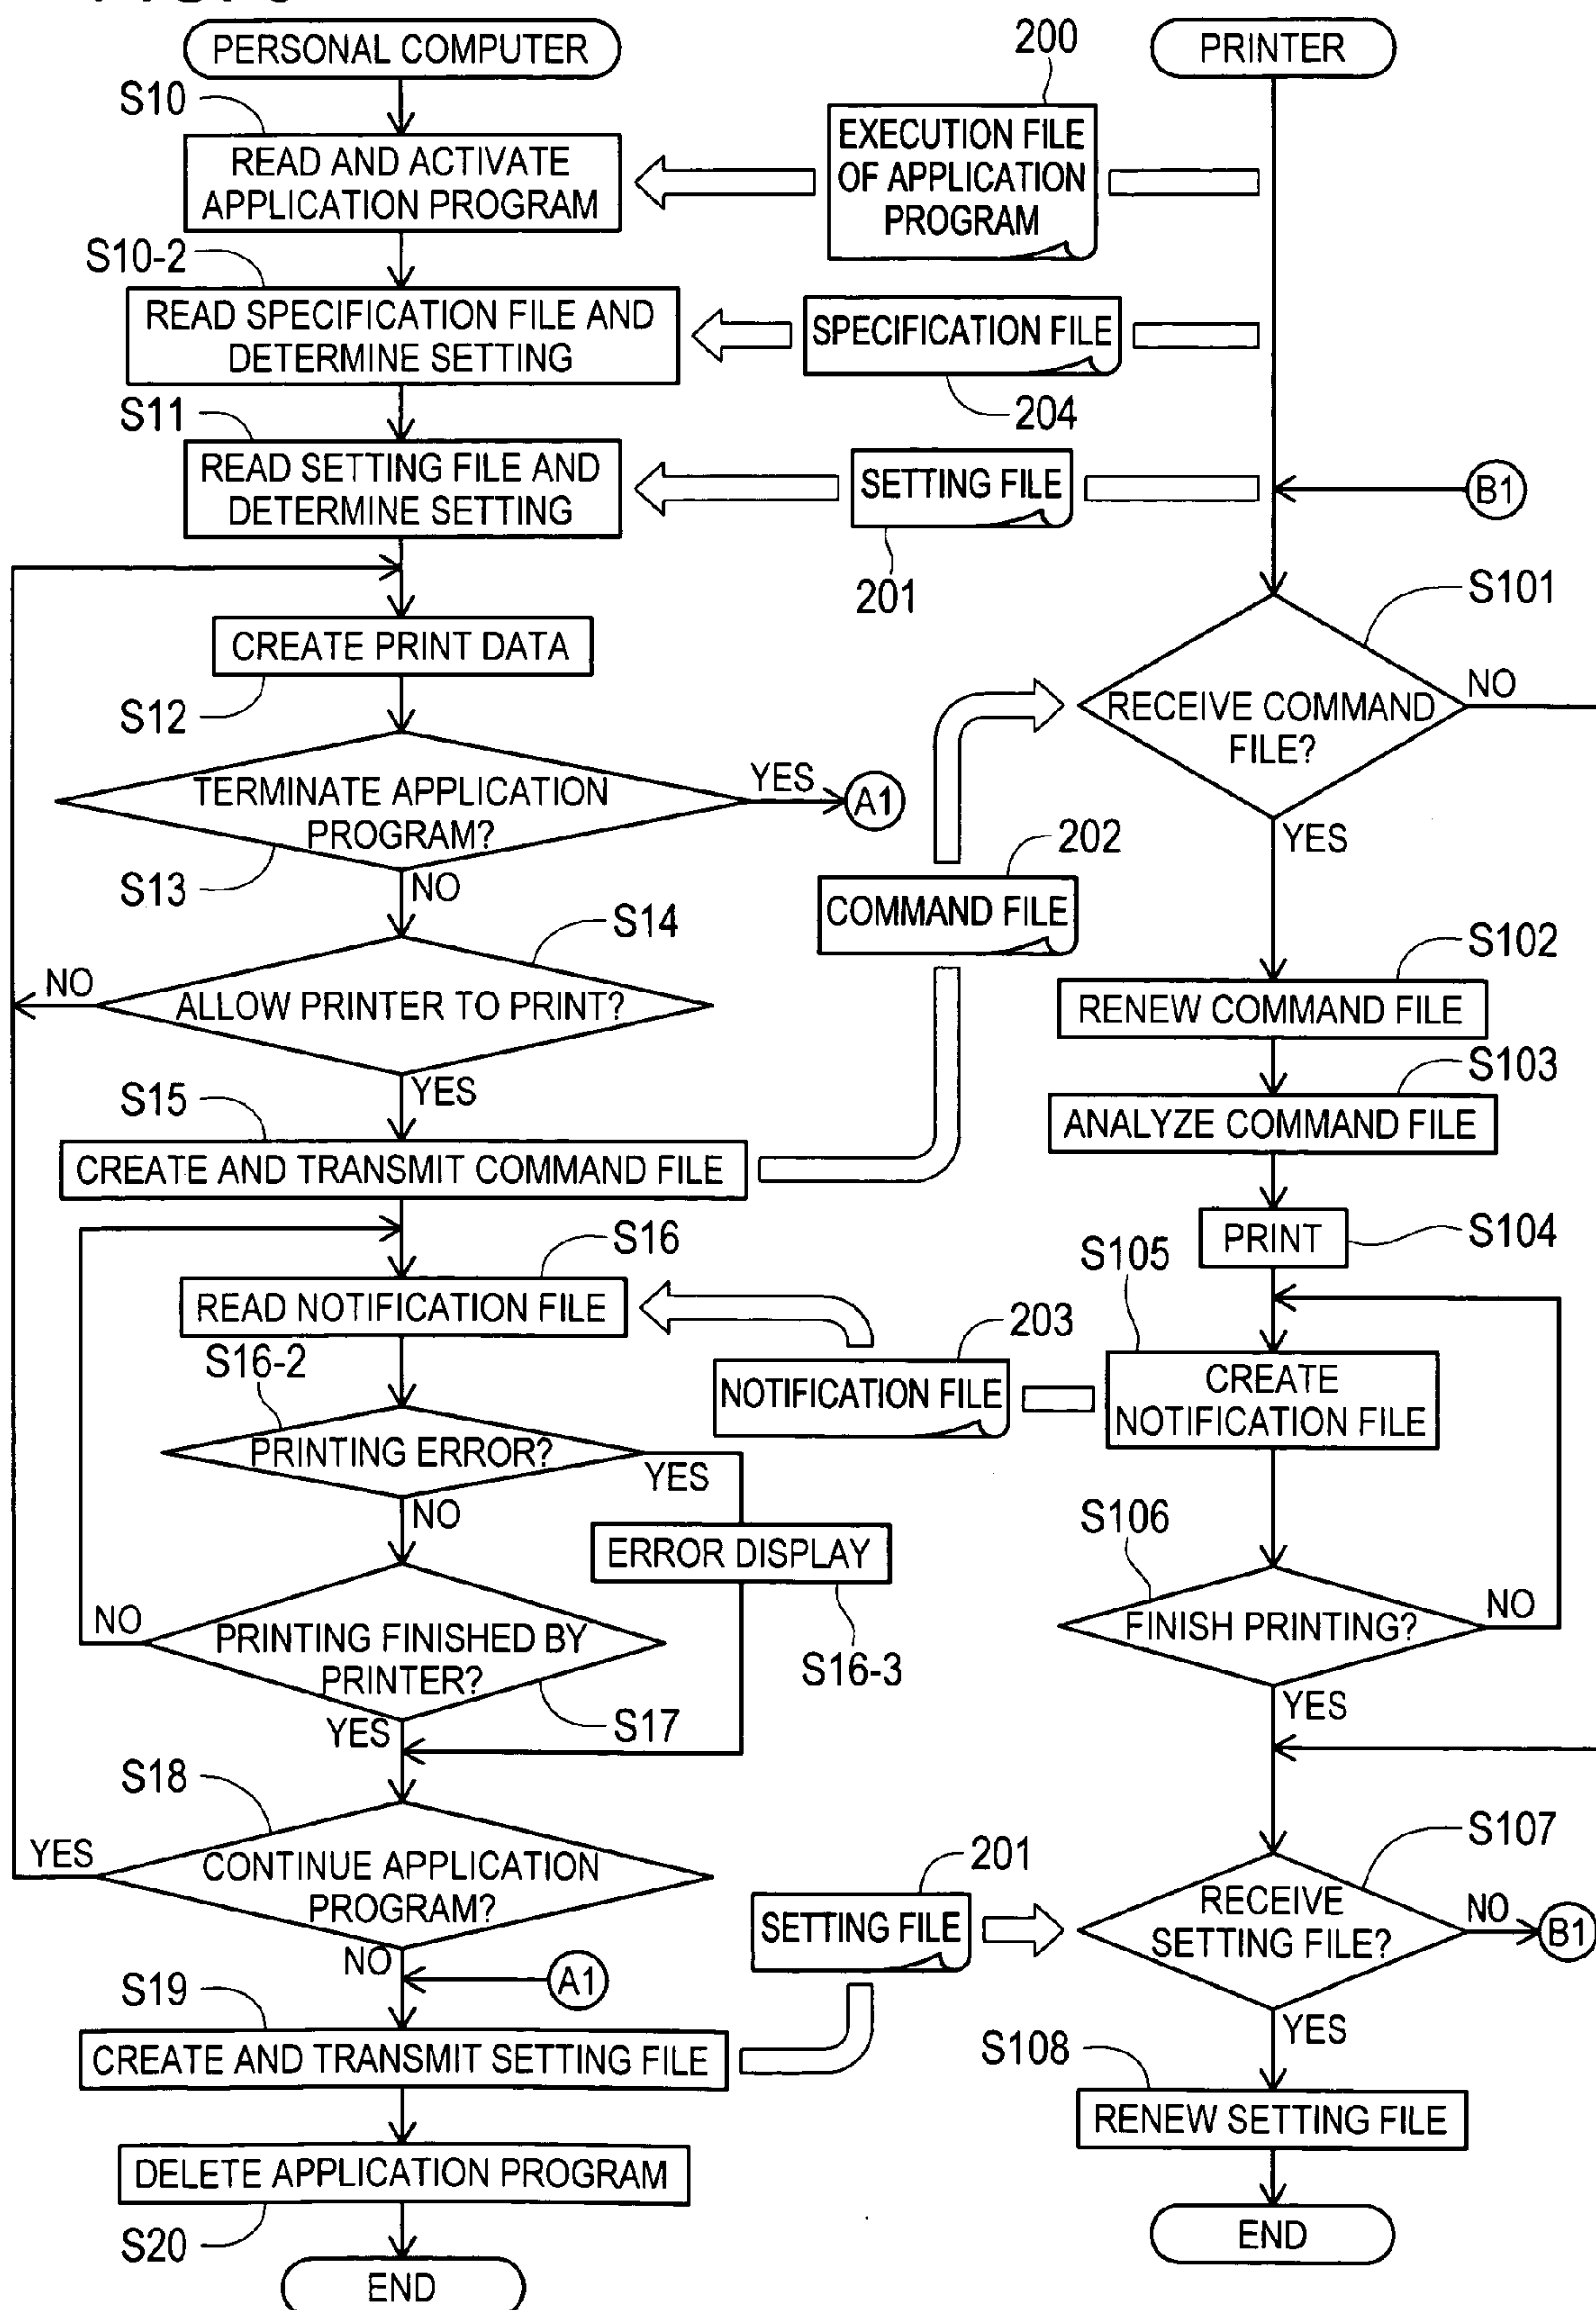 PERSONAL COMPUTER
200
PRINTER
S10
READ AND ACTIVATE
APPLICATION PROGRAM
EXECUTION FILE
OF APPLICATION
PROGRAM
S10-2
READ SPECIFICATION FILE AND
DETERMINE SETTING
SPECIFICATION FILE
204
S11
READ SETTING FILE AND
DETERMINE SETTING
SETTING FILE
201
B1
S101
CREATE PRINT DATA
S12
RECEIVE COMMAND
FILE?
NO
YES
TERMINATE APPLICATION
PROGRAM?
YES
A1
S13
NO
202
COMMAND FILE
S14
ALLOW PRINTER TO PRINT?
NO
YES
S102
RENEW COMMAND FILE
S103
ANALYZE COMMAND FILE
S15
CREATE AND TRANSMIT COMMAND FILE
PRINT
S104
S16
READ NOTIFICATION FILE
S105
203
NOTIFICATION FILE
CREATE
NOTIFICATION FILE
S16-2
PRINTING ERROR?
YES
NO
ERROR DISPLAY
S16-3
S106
FINISH PRINTING?
NO
YES
NO
PRINTING FINISHED BY
PRINTER?
S17
YES
S18
CONTINUE APPLICATION
PROGRAM?
YES
NO
201
SETTING FILE
S107
RECEIVE
SETTING FILE?
NO
B1
YES
A1
S19
CREATE AND TRANSMIT SETTING FILE
S108
RENEW SETTING FILE
DELETE APPLICATION PROGRAM
S20
END
END